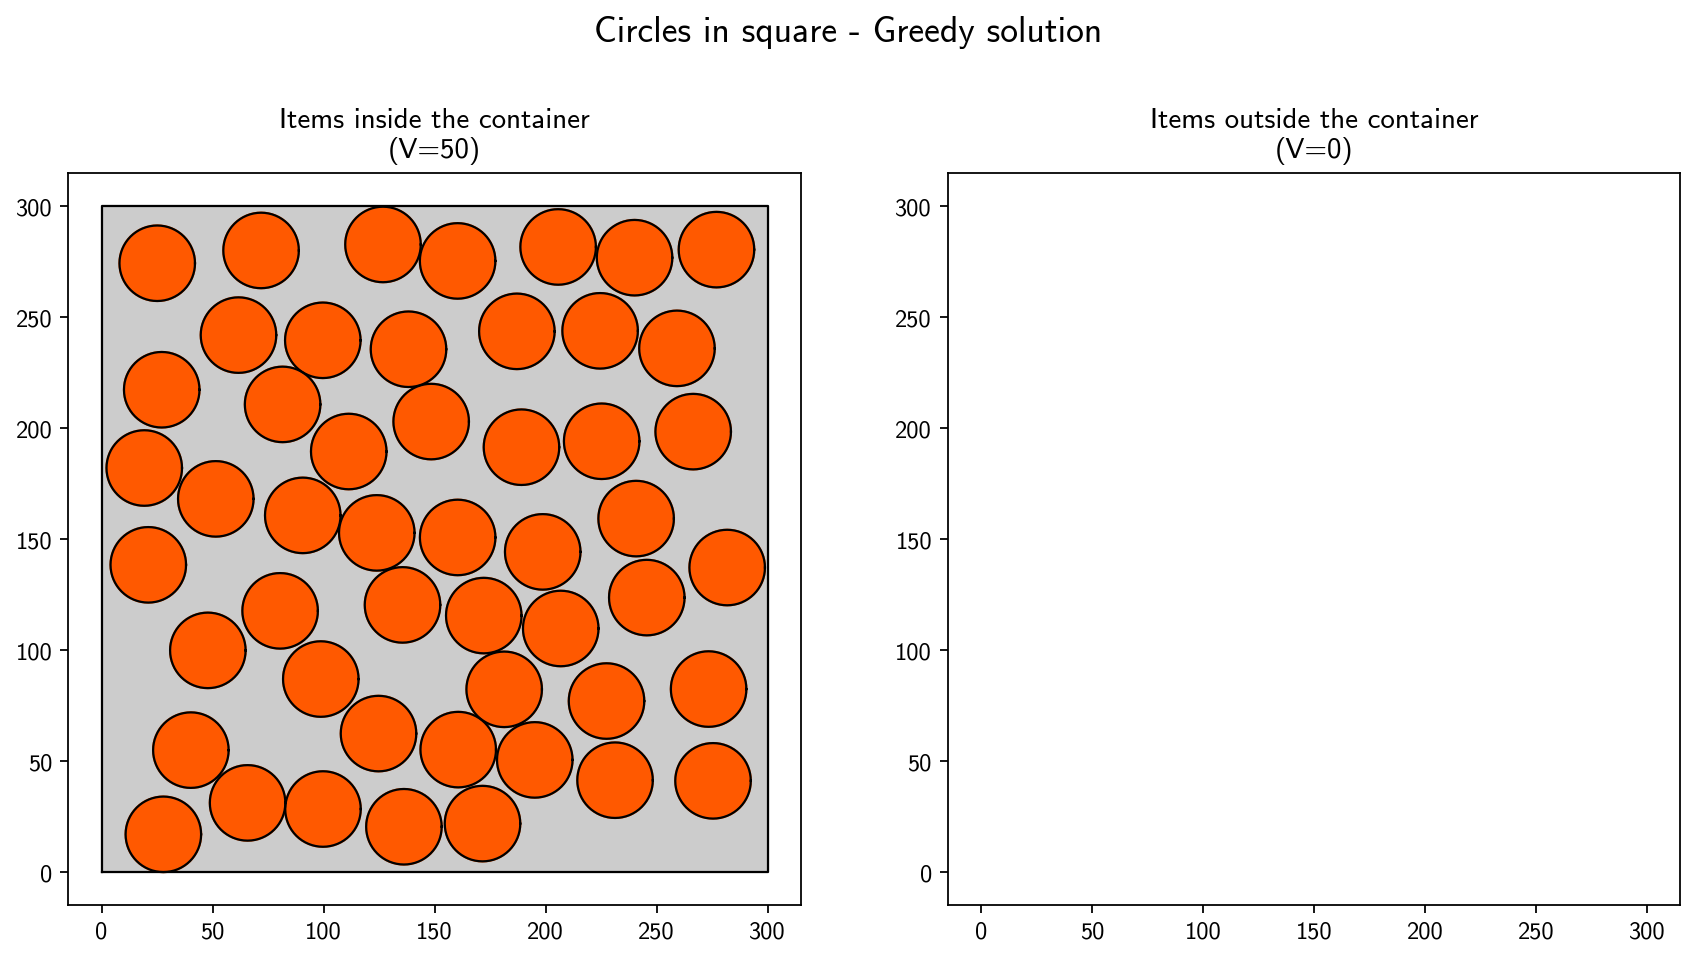 Circles in square - Greedy solution
Items inside the container
(V=50)
300
250
200
150
100
50
0
0 50 100 150 200 250 300
Items outside the container
(V=0)
300
250
200
150
100
50
0
0 50 100 150 200 250 300